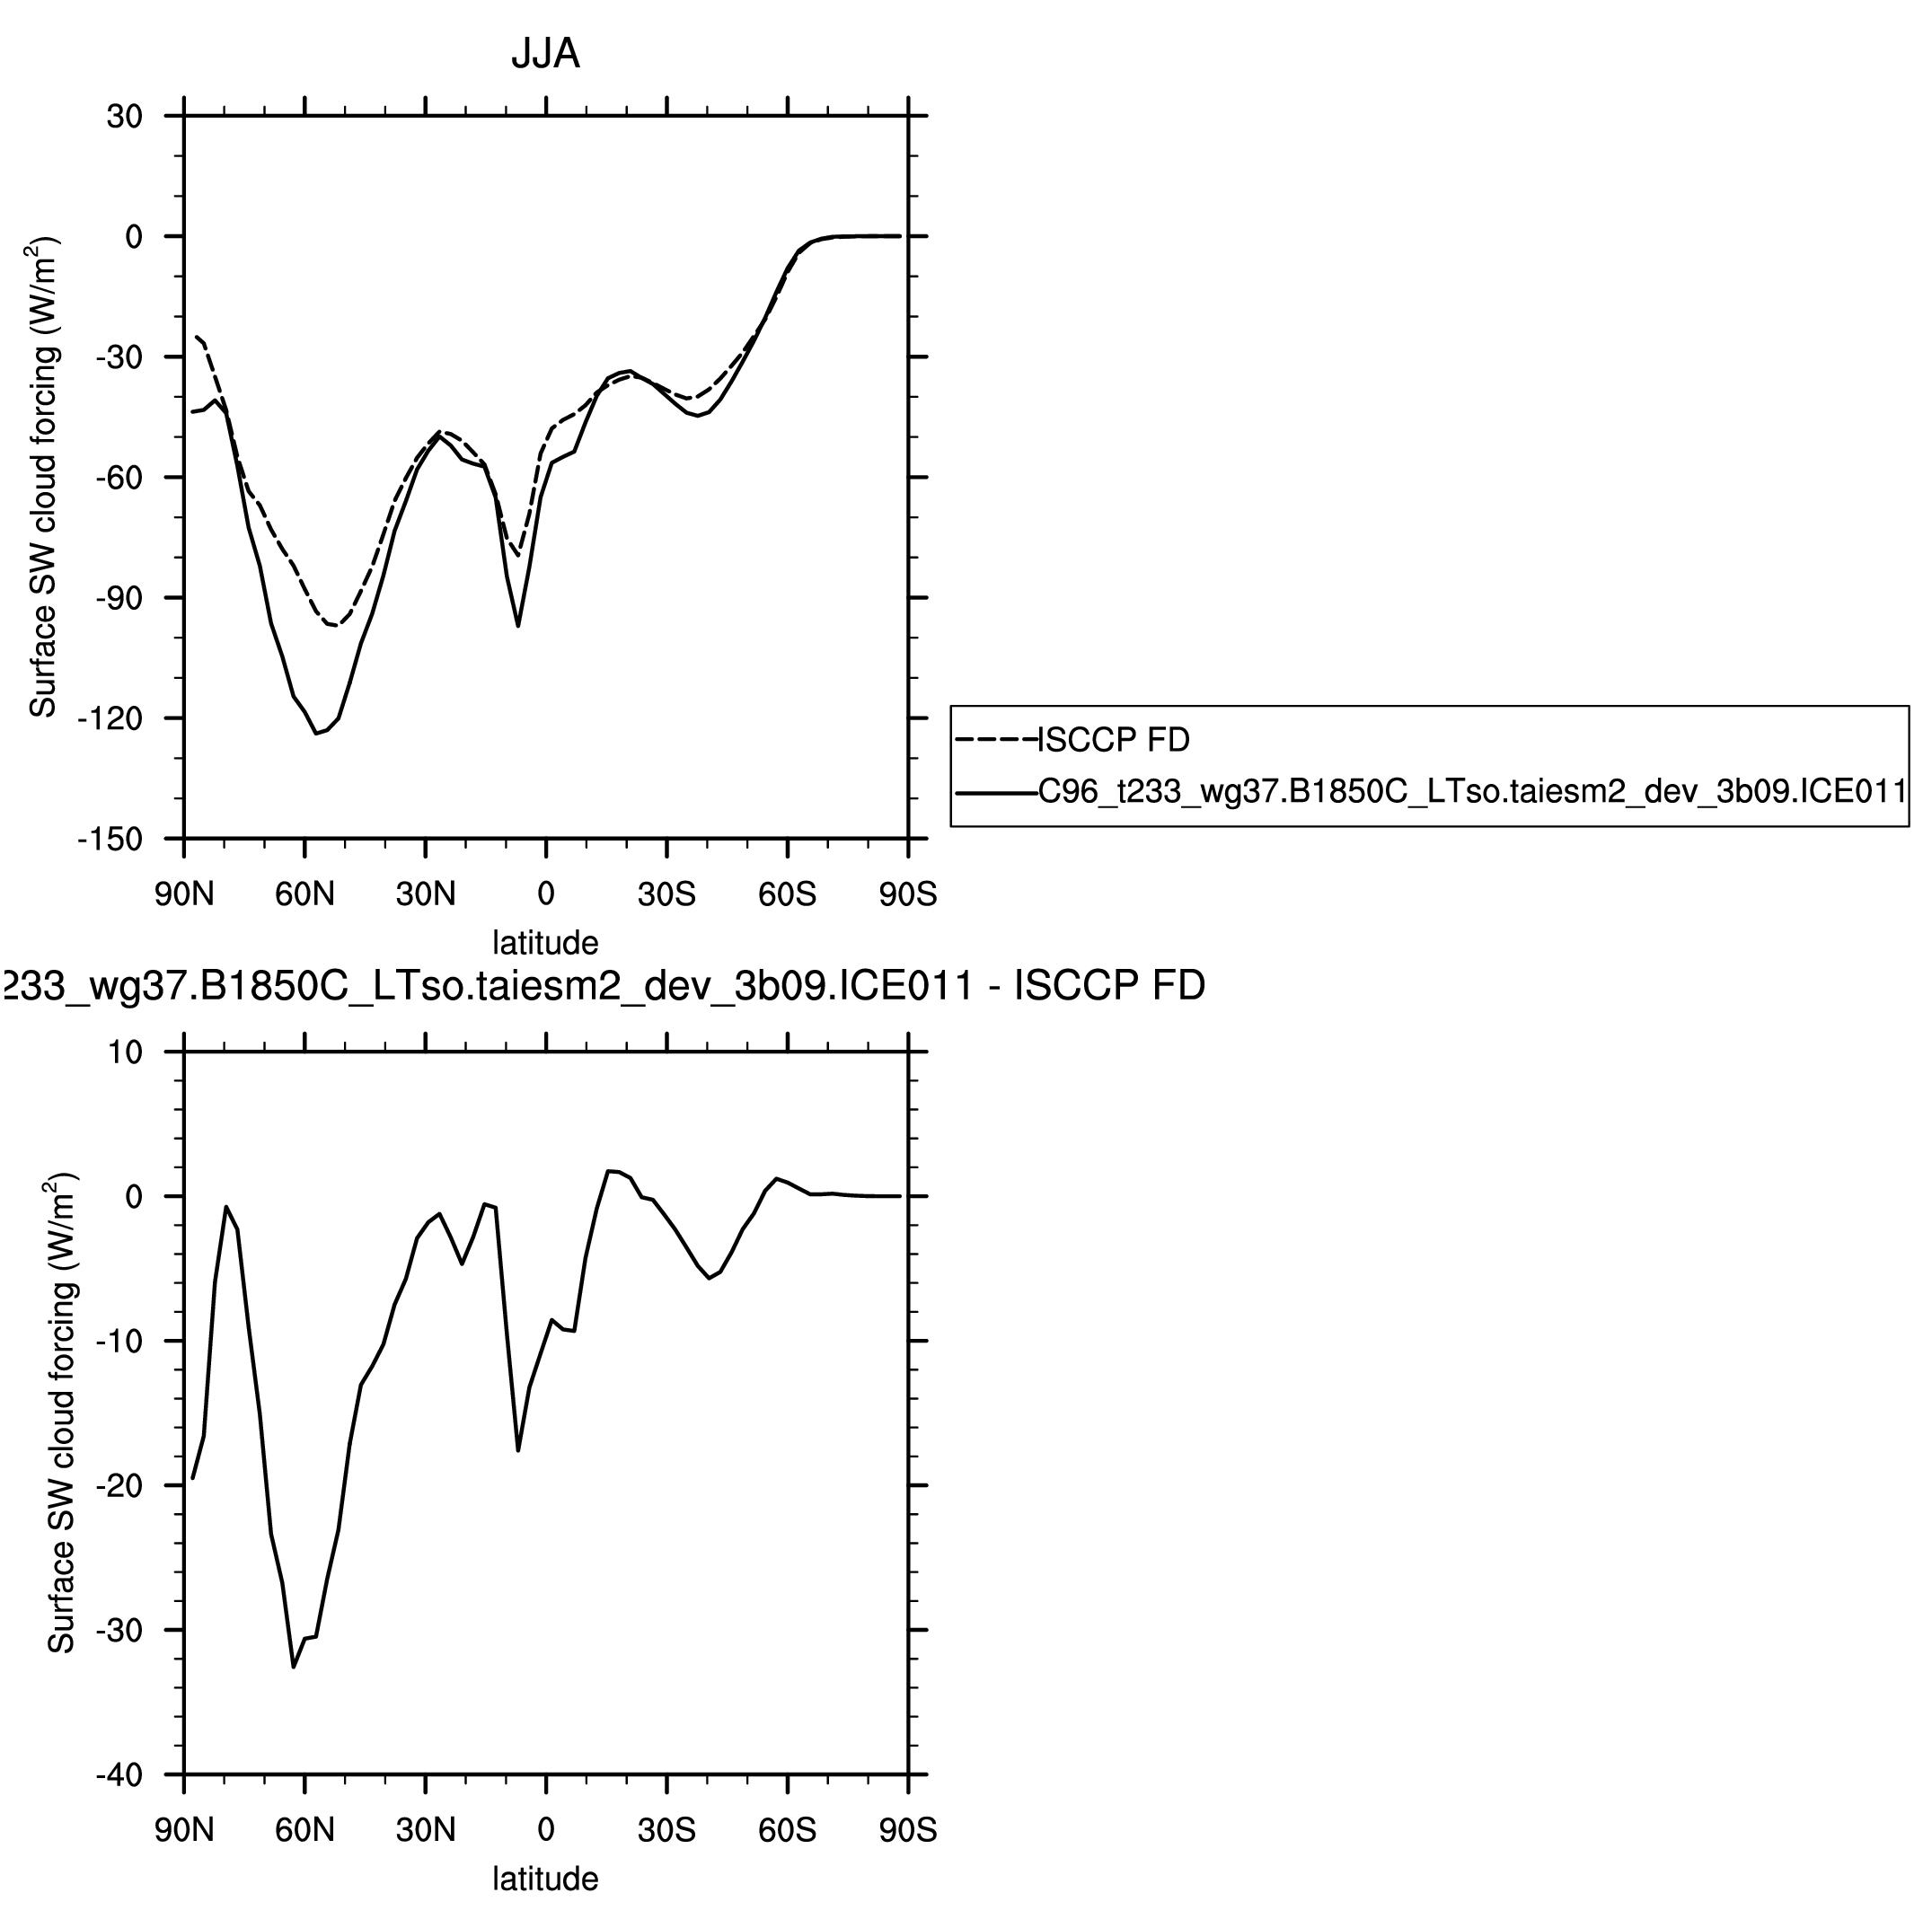 JJA
30
0
-30
-60
-90
-120
-150
Surface SW cloud forcing (W/m²)
90N 60N 30N 0 30S 60S 90S
latitude
ISCCP FD
C96_t233_wg37.B1850C_LTso.taiesm2_dev_3b09.ICE011
233_wg37.B1850C_LTso.taiesm2_dev_3b09.ICE011 - ISCCP FD
10
0
-10
-20
-30
-40
Surface SW cloud forcing (W/m²)
90N 60N 30N 0 30S 60S 90S
latitude